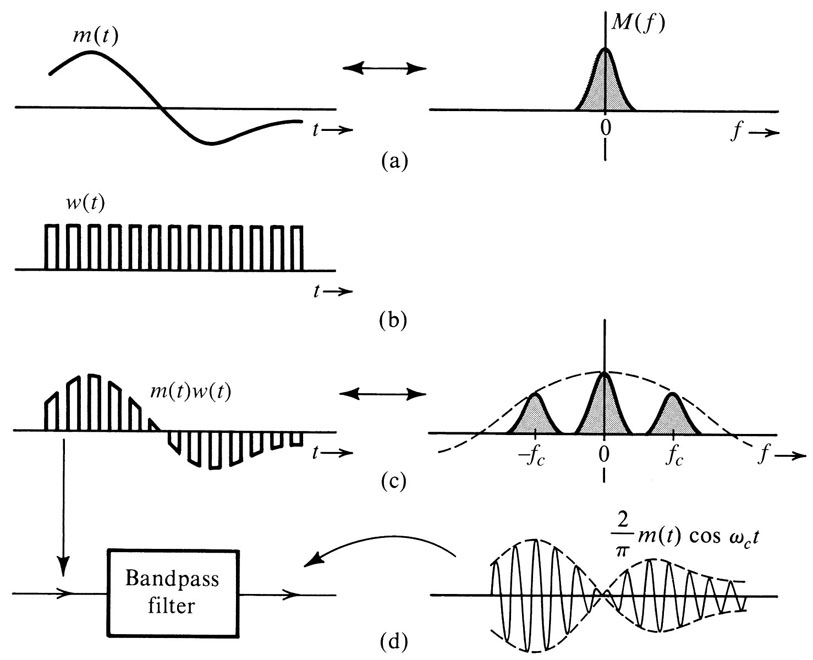 m(t)
M(f)
t
0
f
(a)
w(t)
t
(b)
m(t)w(t)
t
−f_c
0
f_c
f
(c)
2/π m(t) cos ω_c t
Bandpass
filter
(d)